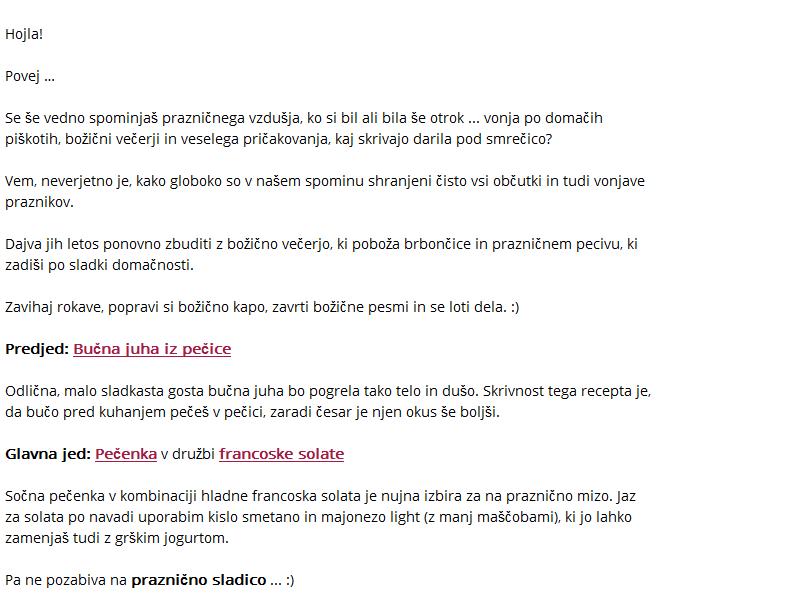 Hojla!
Povej ...
Se še vedno spominjaš prazničnega vzdušja, ko si bil ali bila še otrok ... vonja po domačih
piškotih, božični večerji in veselega pričakovanja, kaj skrivajo darila pod smrečico?
Vem, neverjetno je, kako globoko so v našem spominu shranjeni čisto vsi občutki in tudi vonjave
praznikov.
Dajva jih letos ponovno zbuditi z božično večerjo, ki poboža brbončice in prazničnem pecivu, ki
zadiši po sladki domačnosti.
Zavihaj rokave, popravi si božično kapo, zavrti božične pesmi in se loti dela. :)
Predjed: Bučna juha iz pečice
Odlična, malo sladkasta gosta bučna juha bo pogrela tako telo in dušo. Skrivnost tega recepta je,
da bučo pred kuhanjem pečeš v pečici, zaradi česar je njen okus še boljši.
Glavna jed: Pečenka v družbi francoske solate
Sočna pečenka v kombinaciji hladne francoska solata je nujna izbira za na praznično mizo. Jaz
za solata po navadi uporabim kislo smetano in majonezo light (z manj maščobami), ki jo lahko
zamenjaš tudi z grškim jogurtom.
Pa ne pozabiva na praznično sladico ... :)